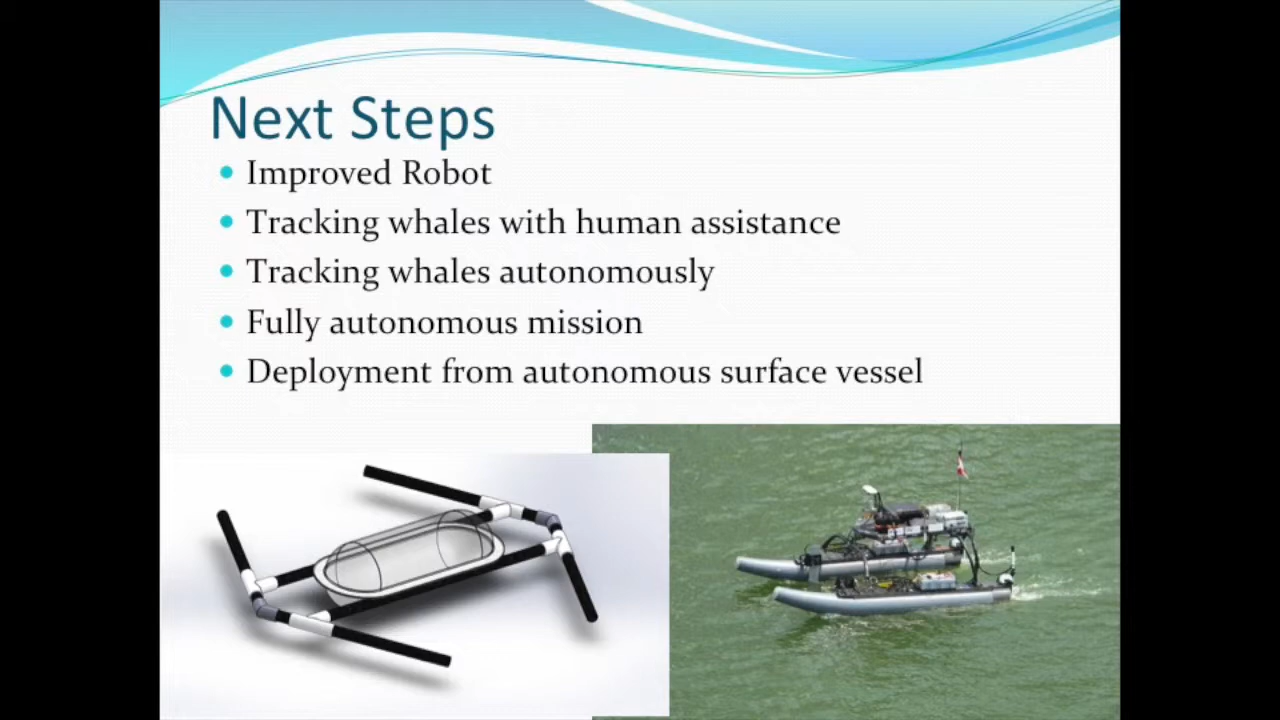 Next Steps
Improved Robot
Tracking whales with human assistance
Tracking whales autonomously
Fully autonomous mission
Deployment from autonomous surface vessel